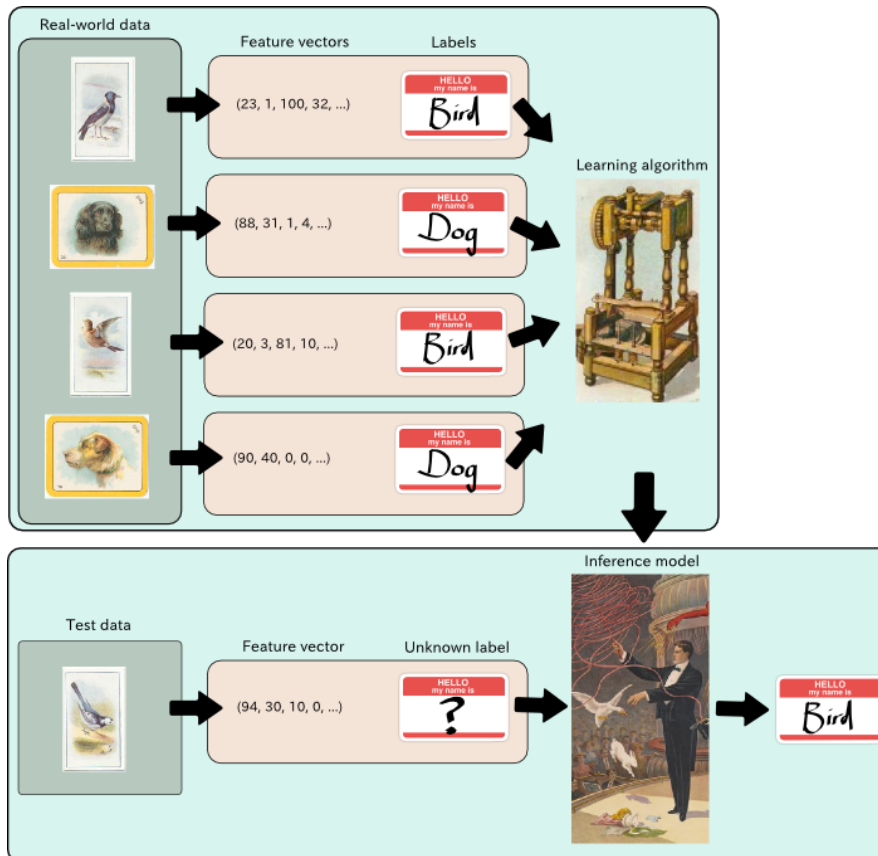 Real-world data
Feature vectors
Labels
(23, 1, 100, 32, ...)
HELLO
my name is
Bird
(88, 31, 1, 4, ...)
HELLO
my name is
Dog
(20, 3, 81, 10, ...)
HELLO
my name is
Bird
(90, 40, 0, 0, ...)
HELLO
my name is
Dog
Learning algorithm
Test data
Feature vector
Unknown label
(94, 30, 10, 0, ...)
HELLO
my name is
?
Inference model
HELLO
my name is
Bird